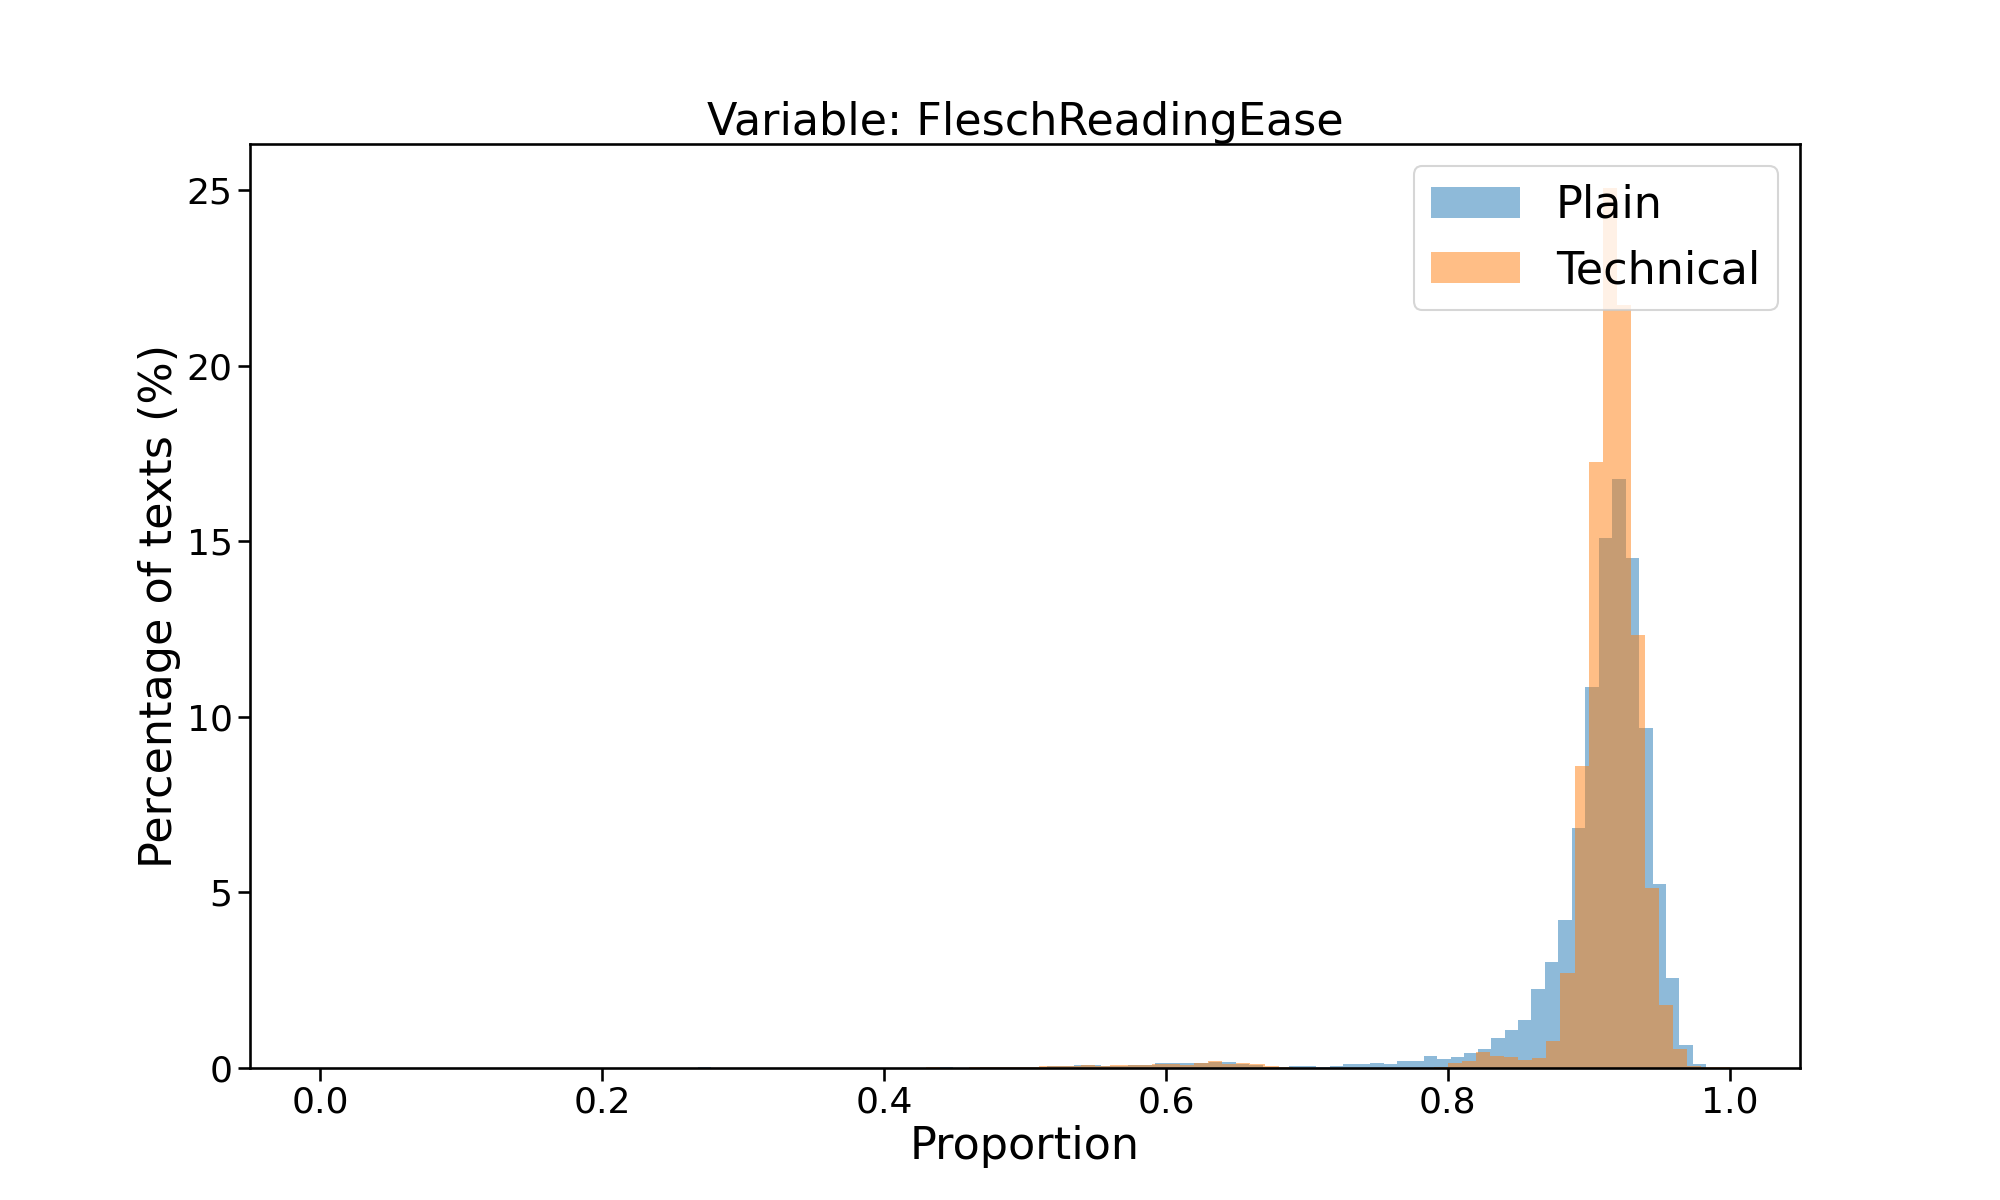 Variable: FleschReadingEase
Plain
Technical
Percentage of texts (%)
25
20
15
10
5
0
0.0 0.2 0.4 0.6 0.8 1.0
Proportion